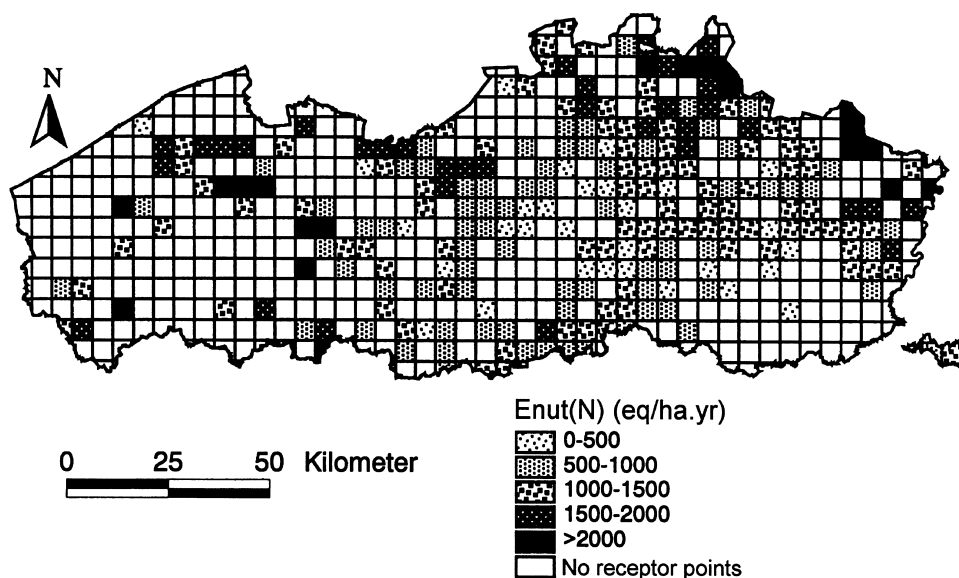 N
0 25 50 Kilometer
Enut(N) (eq/ha.yr)
0-500
500-1000
1000-1500
1500-2000
>2000
No receptor points